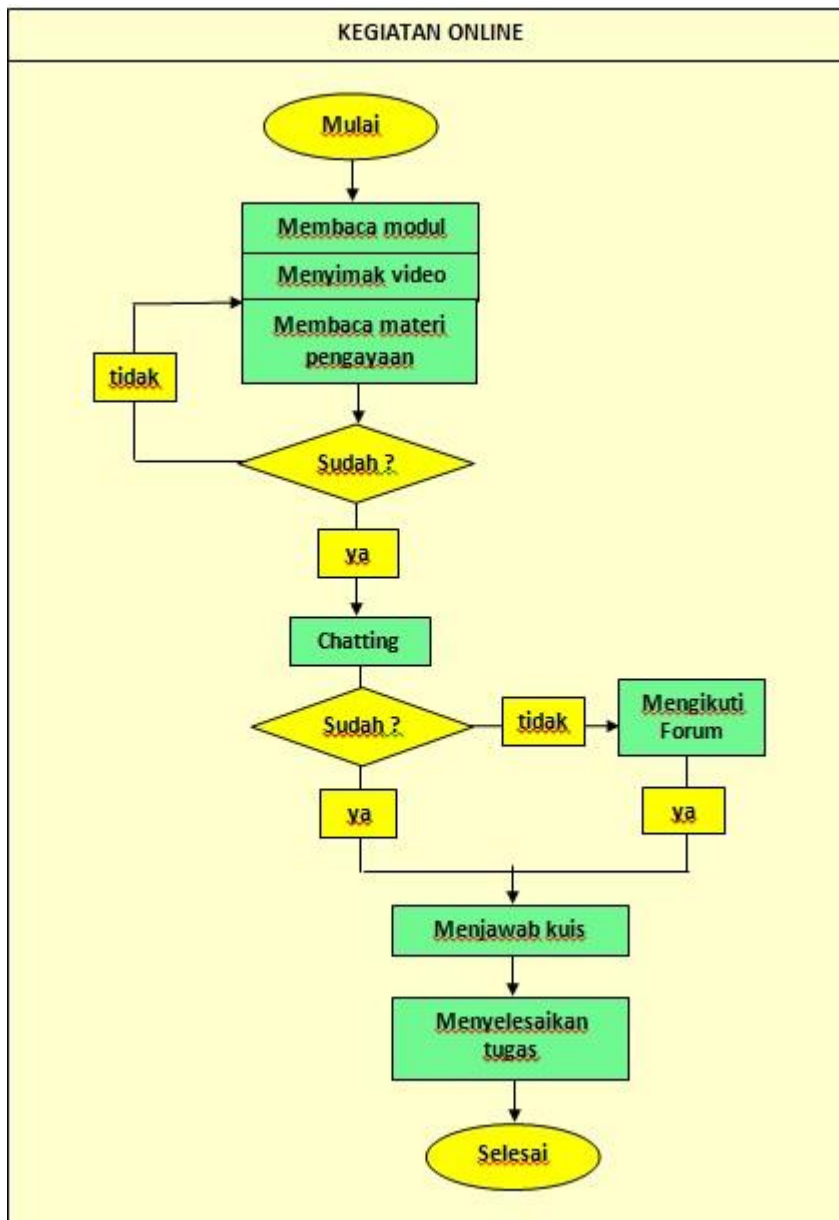 KEGIATAN ONLINE
Mulai
Membaca modul
Menyimak video
Membaca materi
pengayaan
tidak
Sudah ?
ya
Chatting
Sudah ?
tidak
Mengikuti
Forum
ya
ya
Menjawab kuis
Menyelesaikan
tugas
Selesai